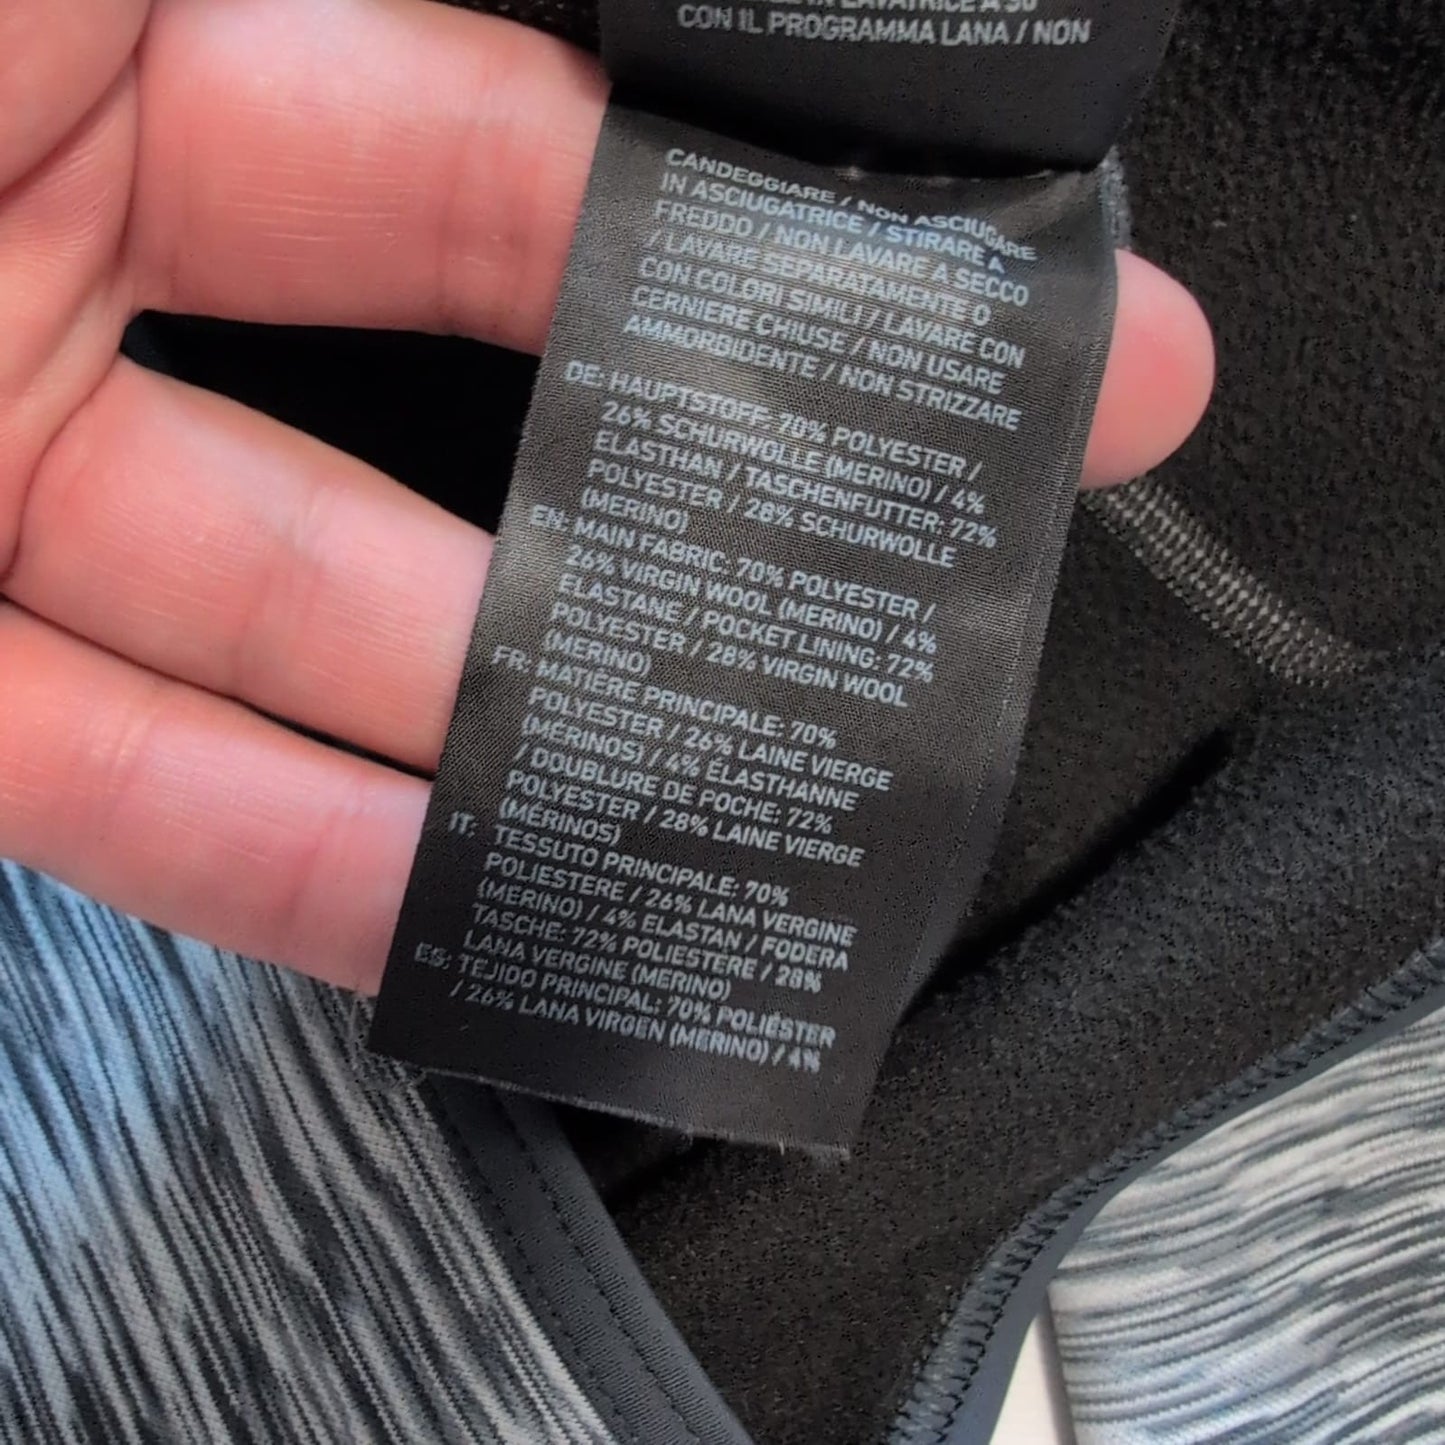 CON IL PROGRAMMA LANA / NON
CANDEGGIARE / NON ASCIUGARE
IN ASCIUGATRICE / STIRARE A
FREDDO / NON LAVARE A SECCO
/ LAVARE SEPARATAMENTE O
CON COLORI SIMILI / LAVARE CON
CERNIERE CHIUSE / NON USARE
AMMORBIDENTE / NON STRIZZARE
DE: HAUPTSTOFF: 70% POLYESTER /
26% SCHURWOLLE (MERINO) / 4%
ELASTHAN / TASCHENFUTTER: 72%
POLYESTER / 28% SCHURWOLLE
(MERINO)
EN: MAIN FABRIC: 70% POLYESTER /
26% VIRGIN WOOL (MERINO) / 4%
ELASTANE / POCKET LINING: 72%
POLYESTER / 28% VIRGIN WOOL
(MERINO)
FR: MATIÈRE PRINCIPALE: 70%
POLYESTER / 26% LAINE VIERGE
(MERINOS) / 4% ÉLASTHANNE
/ DOUBLURE DE POCHE: 72%
POLYESTER / 28% LAINE VIERGE
(MERINOS)
IT: TESSUTO PRINCIPALE: 70%
POLIESTERE / 26% LANA VERGINE
(MERINO) / 4% ELASTAN / FODERA
TASCHE: 72% POLIESTERE / 28%
LANA VERGINE (MERINO)
ES: TEJIDO PRINCIPAL: 70% POLIÉSTER
/ 26% LANA VIRGEN (MERINO) / 4%